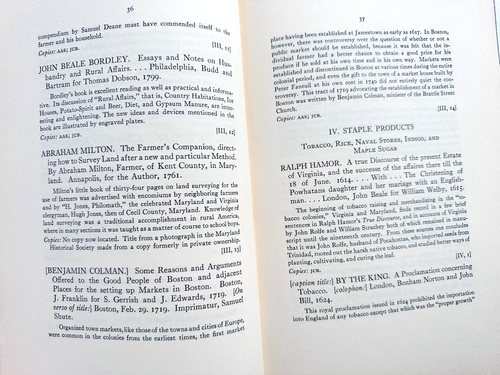 36
compendium by Samuel Deane must have commended itself to the
farmer and his household.
Copies: AAS; JCB.
[III, 11]
JOHN BEALE BORDLEY. Essays and Notes on Hus-
bandry and Rural Affairs. . . . Philadelphia, Budd and
Bartram for Thomas Dobson, 1799.
Bordley's book is excellent reading as well as practical and informa-
tive. In discussion of "Rural Affairs," that is, Country Habitations, Ice
Houses, Potato-Spirit and Beer, Diet, and Gypsum Manure, are inter-
esting and enlightening. The new ideas and devices mentioned in the
book are illustrated by engraved plates.
Copies: AAS; JCB.
[III, 12]
ABRAHAM MILTON. The Farmer's Companion, direct-
ing how to Survey Land after a new and particular Method.
By Abraham Milton, Farmer, of Kent County, in Mary-
land. Annapolis, for the Author, 1761.
Milton's little book of thirty-four pages on land surveying for the
use of farmers was advertised with encomiums by neighboring farmers
and by "H. Jones, Philomath," the celebrated Maryland and Virginia
clergyman, Hugh Jones, then of Cecil County, Maryland. Knowledge of
land surveying was a traditional accomplishment in rural America,
where in many sections it was taught as a matter of course to school boys.
Copies: No copy now located. Title from a photograph in the Maryland
Historical Society made from a copy formerly in private ownership.
[III, 13]
[BENJAMIN COLMAN.] Some Reasons and Arguments
Offered to the Good People of Boston and adjacent
Places for the setting up Markets in Boston. Boston,
J. Franklin for S. Gerrish and J. Edwards, 1719. [On
verso of title:] Boston, Feb. 29, 1719. Imprimatur, Samuel
Shute.
Organized town markets, like those of the towns and cities of Europe,
were common in the colonies from the earliest times, the first market
37
place having been established at Jamestown as early as 1617. In Boston,
however, there was controversy over the question of whether or not a
public market should be established, because it was felt that the indi-
vidual farmer had a better chance to obtain a good price for his
produce if he sold at his own time and in his own way. Markets were
established and discontinued in Boston at various times during the entire
colonial period, and even the gift to the town of a market house built by
Peter Faneuil at his own cost in 1740 did not entirely quiet the con-
troversy. This tract of 1719 advocating the establishment of a market in
Boston was written by Benjamin Colman, minister of the Brattle Street
Church.
Copies: AAS; JCB.
[III, 14]
IV. STAPLE PRODUCTS
Tobacco, Rice, Naval Stores, Indigo, and
Maple Sugar
RALPH HAMOR. A True Discourse of the present Estate
of Virginia, and the successe of the affaires there till the
18 of June. 1614. . . . With . . . The Christening of
Powhatans daughter and her mariage with an English-
man. . . . London, John Beale for William Welby, 1615.
The beginning of tobacco raising and merchandising in the "to-
bacco colonies," Virginia and Maryland, finds record in a few brief
sentences in Ralph Hamor's True Discourse, and in accounts of Virginia
by John Rolfe and William Strachey both of which remained in manu-
script until the nineteenth century. From these sources one concludes
that it was John Rolfe, husband of Pocahontas, who imported seeds from
Trinidad, rooted out the harsh native tobacco, and studied better ways of
planting, cultivating, and curing the leaf.
Copies: JCB.
[IV, 1]
[caption title:] BY THE KING. A Proclamation concerning
Tobacco. [colophon:] London, Bonham Norton and John
Bill, 1624.
This royal proclamation issued in 1624 prohibited the importation
into England of any tobacco except that which was the "proper growth"